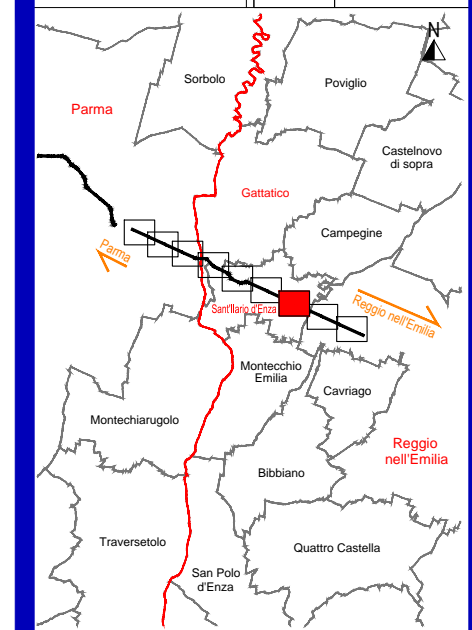 N
Sorbolo
Poviglio
Parma
Castelnovo
di sopra
Gattatico
Campegine
Parma
Reggio nell'Emilia
Sant'Ilario d'Enza
Montecchio
Emilia
Cavriago
Montechiarugolo
Reggio
nell'Emilia
Bibbiano
Traversetolo
Quattro Castella
San Polo
d'Enza